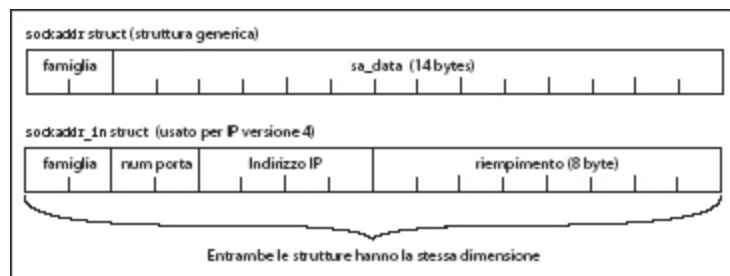 sockaddr struct (struttura generica)
famiglia sa_data (14 bytes)
sockaddr_in struct (usato per IP versione 4)
famiglia num porta Indirizzo IP riempimento (8 byte)
Entrambe le strutture hanno la stessa dimensione